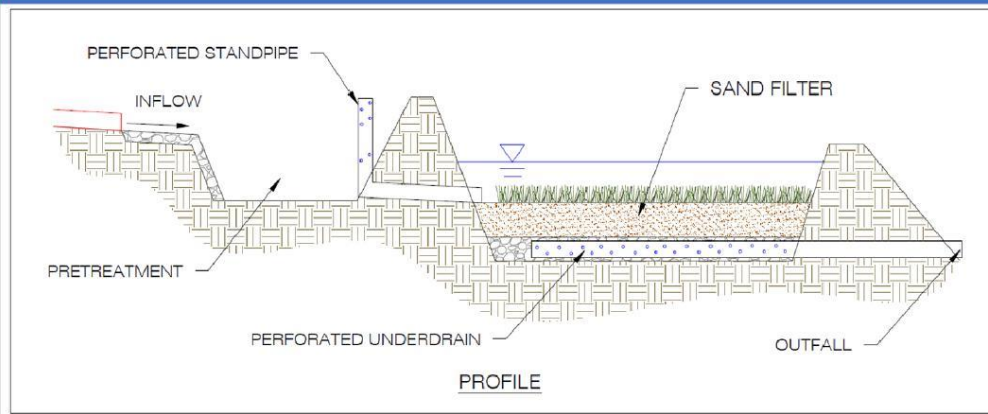 PERFORATED STANDPIPE
INFLOW
SAND FILTER
PRETREATMENT
PERFORATED UNDERDRAIN
OUTFALL
PROFILE